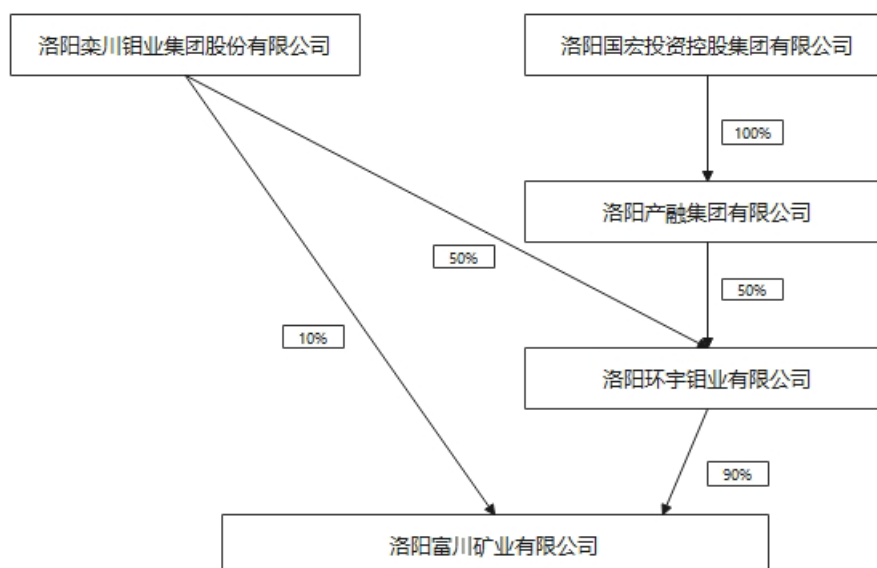 洛阳栾川钼业集团股份有限公司
洛阳国宏投资控股集团有限公司
100%
洛阳产融集团有限公司
50%
50%
10%
洛阳环宇钼业有限公司
90%
洛阳富川矿业有限公司